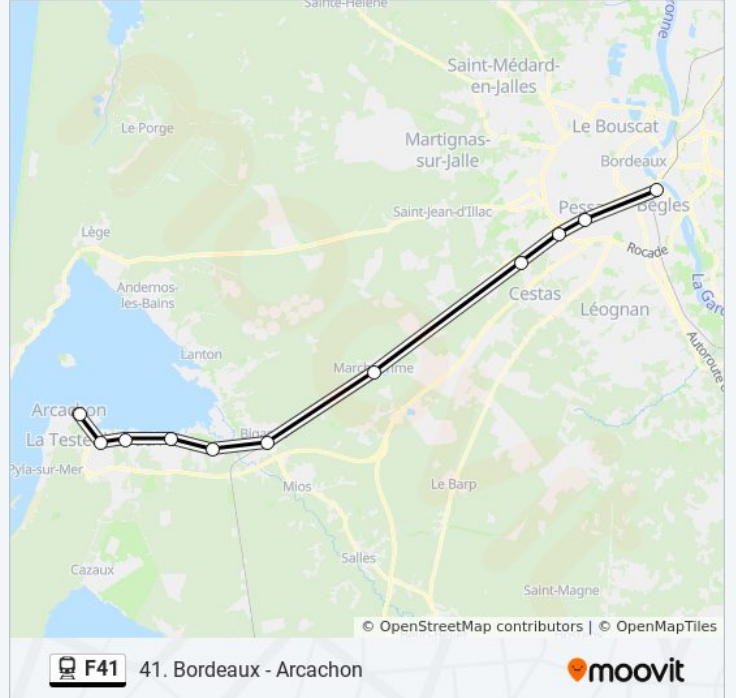 Sainte-Hélène
Saint-Médard-
en-Jalles
Le Porge
Le Bouscat
Martignas-
sur-Jalle
Bordeaux
Saint-Jean-d'Illac
Bègles
Lège
Rocade
Andernos-
les-Bains
Cestas
Léognan
Lanton
Autoroute
Arcachon
La Teste
Pyla-sur-Mer
Mios
Le Barp
Salles
Cazaux
Saint-Magne
© OpenStreetMap contributors | © OpenMapTiles
F41 41. Bordeaux - Arcachon
moovit